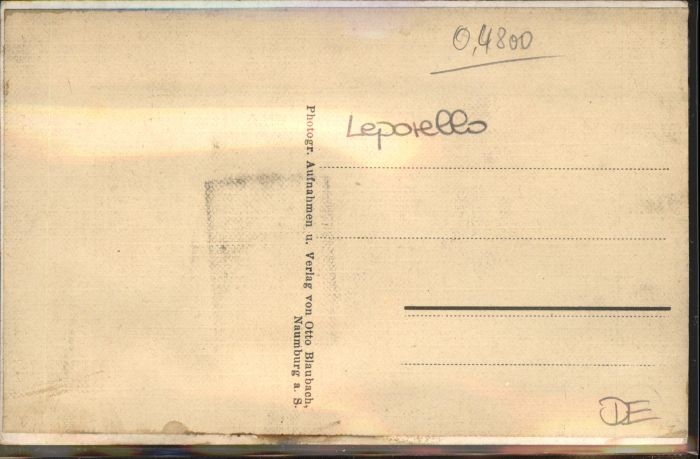 0,4800
Leporello
Photogr. Aufnahmen u. Verlag von Otto Blaubach,
Naumburg a. S.
DE